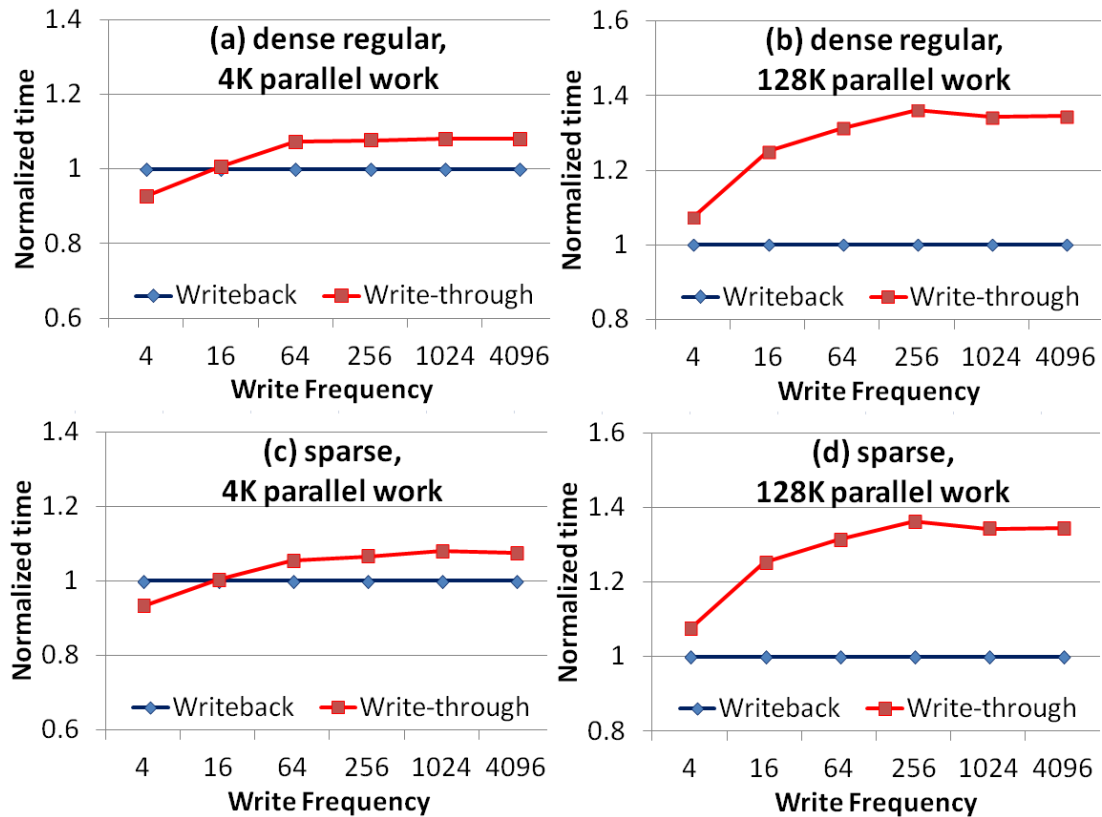 (a) dense regular,
4K parallel work
Normalized time
1.4
1.2
1
0.8
0.6
Writeback
Write-through
4 16 64 256 1024 4096
Write Frequency
(b) dense regular,
128K parallel work
Normalized time
1.6
1.4
1.2
1
0.8
Writeback
Write-through
4 16 64 256 1024 4096
Write Frequency
(c) sparse,
4K parallel work
Normalized time
1.4
1.2
1
0.8
0.6
Writeback
Write-through
4 16 64 256 1024 4096
Write Frequency
(d) sparse,
128K parallel work
Normalized time
1.6
1.4
1.2
1
0.8
Writeback
Write-through
4 16 64 256 1024 4096
Write Frequency